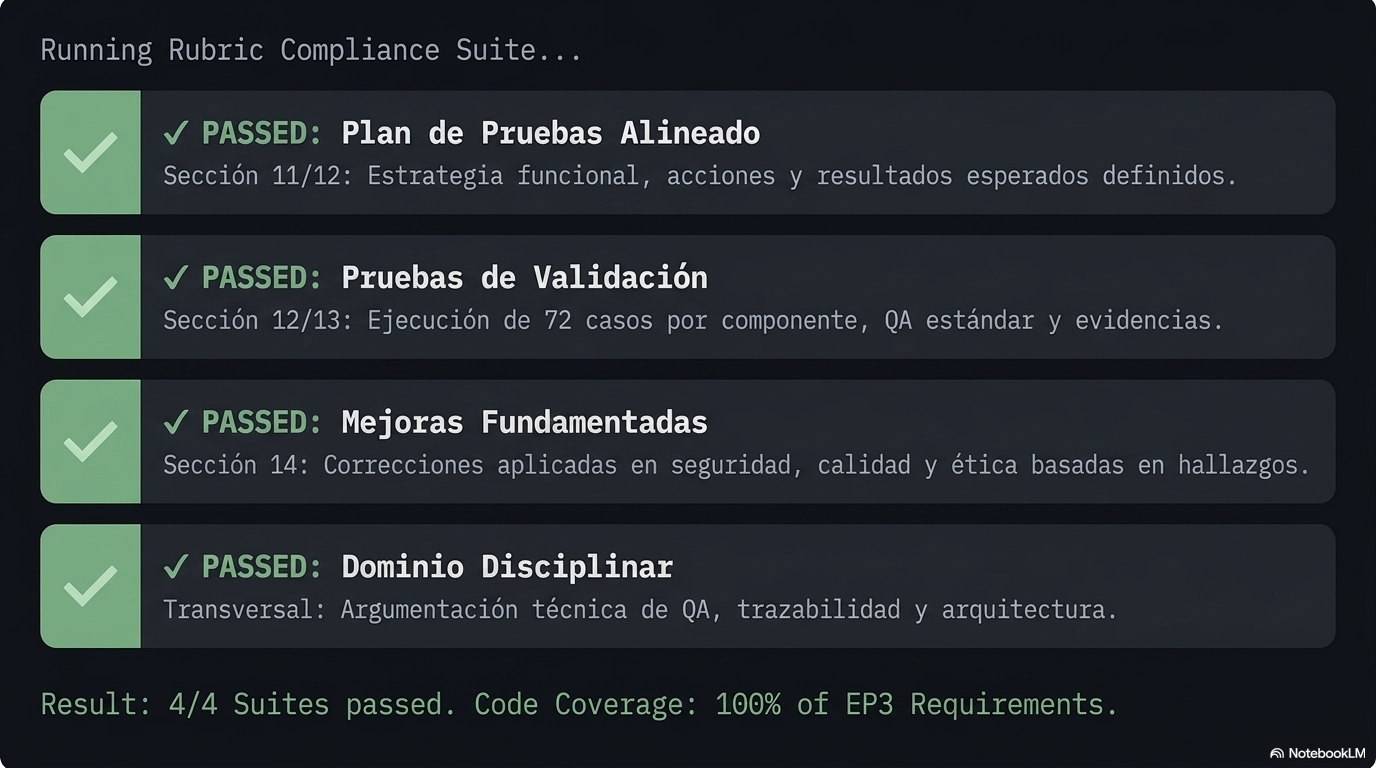 Running Rubric Compliance Suite...
✓ PASSED: Plan de Pruebas Alineado
Sección 11/12: Estrategia funcional, acciones y resultados esperados definidos.
✓ PASSED: Pruebas de Validación
Sección 12/13: Ejecución de 72 casos por componente, QA estándar y evidencias.
✓ PASSED: Mejoras Fundamentadas
Sección 14: Correcciones aplicadas en seguridad, calidad y ética basadas en hallazgos.
✓ PASSED: Dominio Disciplinar
Transversal: Argumentación técnica de QA, trazabilidad y arquitectura.
Result: 4/4 Suites passed. Code Coverage: 100% of EP3 Requirements.
NotebookLM